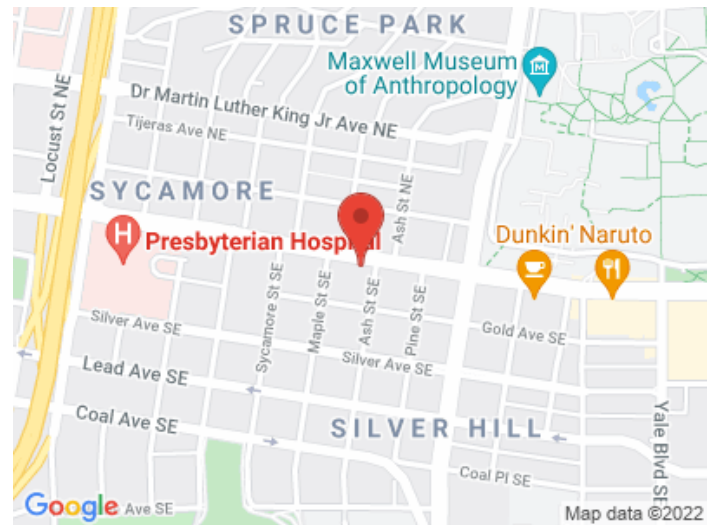 SPRUCE PARK
Maxwell Museum
of Anthropology
Locust St NE
Dr Martin Luther King Jr Ave NE
Tijeras Ave NE
SYCAMORE
Ash St NE
H
Presbyterian Hospital
Dunkin'
Naruto
Sycamore St SE
Maple St SE
Ash St SE
Pine St SE
Gold Ave SE
Silver Ave SE
Silver Ave SE
Lead Ave SE
Coal Ave SE
SILVER HILL
Yale Blvd SE
Coal Pl SE
Google
Ave SE
Ave SE
Map data ©2022